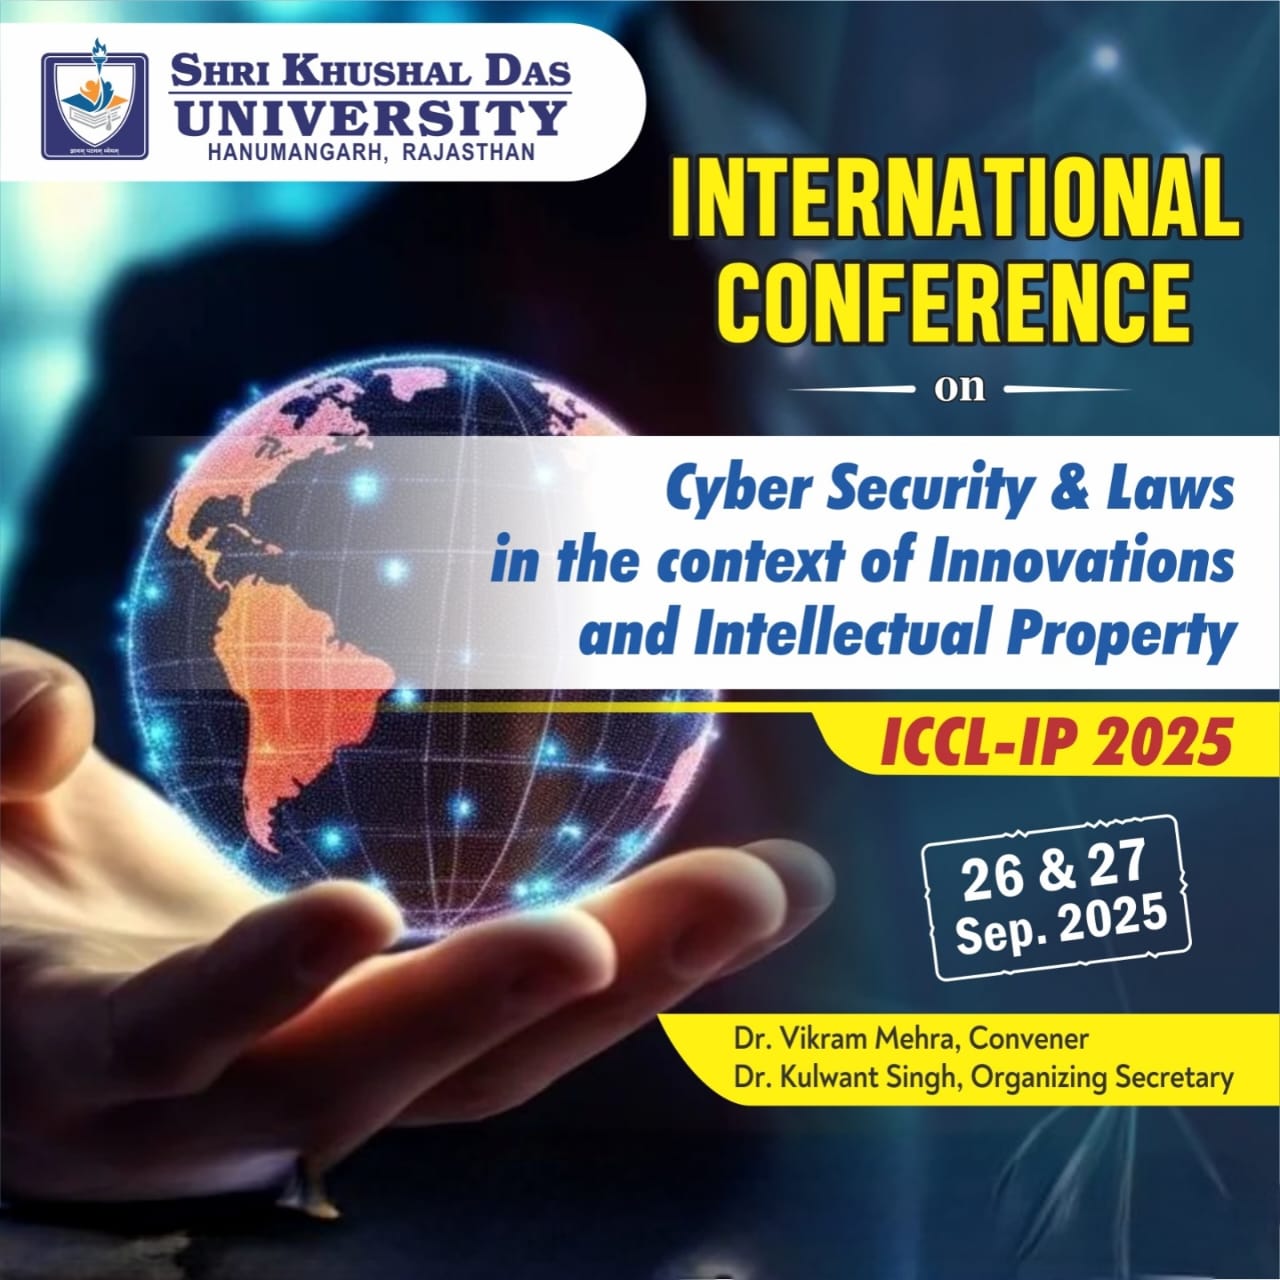 SHRI KHUSHAL DAS
UNIVERSITY
HANUMANGARH, RAJASTHAN
INTERNATIONAL
CONFERENCE
on
Cyber Security & Laws
in the context of Innovations
and Intellectual Property
ICCL-IP 2025
26 & 27
Sep. 2025
Dr. Vikram Mehra, Convener
Dr. Kulwant Singh, Organizing Secretary